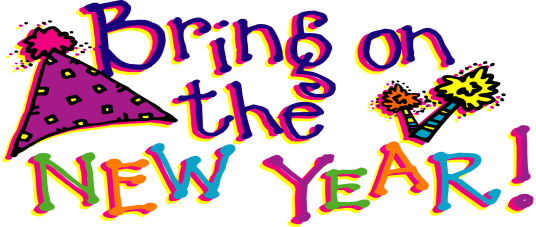 Bring on
the
NEW YEAR!